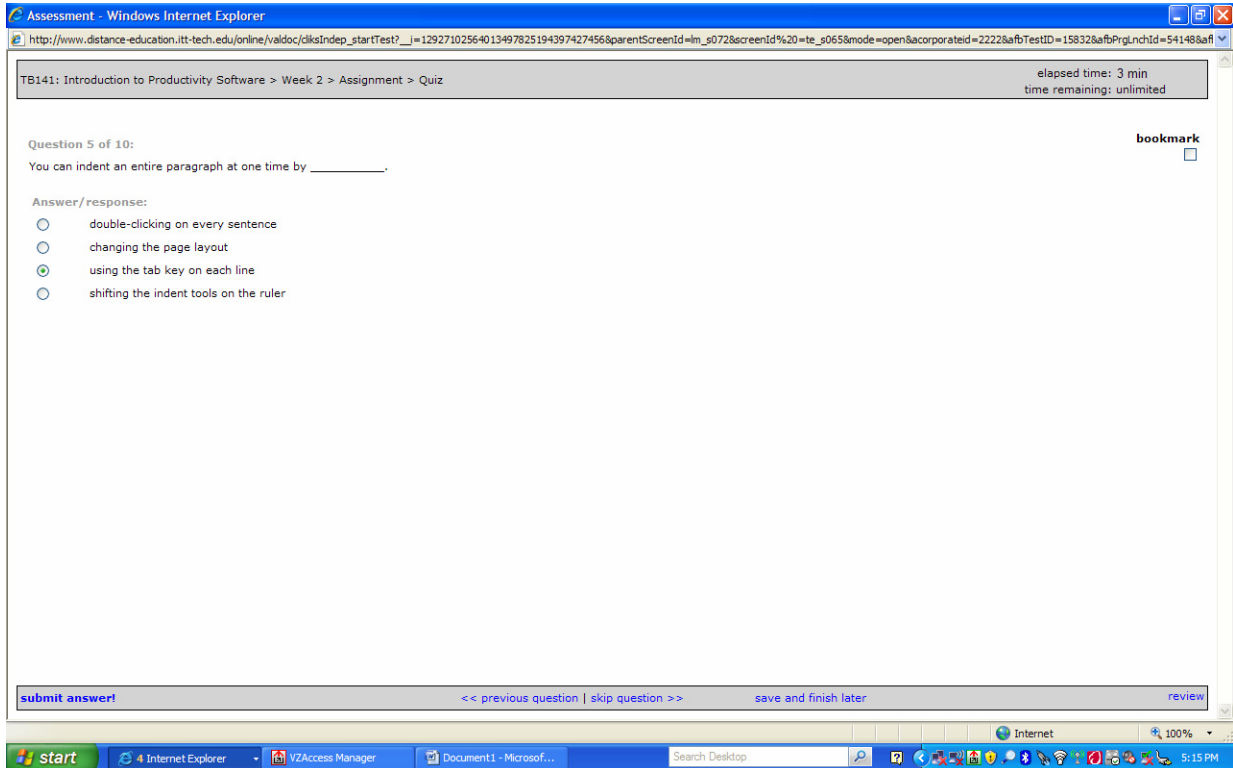 Assessment - Windows Internet Explorer
http://www.distance-education.itt-tech.edu/online/valdoc/cliksIndep_startTest?__i=1292710256401349782519439742745​6&parentScreenId=lm_s072&screenId%20=te_s065&mode=open&acorporateid=2222&afbTestID=15832&afbPrgLnchId=54148&afl
TB141: Introduction to Productivity Software > Week 2 > Assignment > Quiz
elapsed time: 3 min
time remaining: unlimited
Question 5 of 10:
bookmark
You can indent an entire paragraph at one time by ___________.
Answer/response:
double-clicking on every sentence
changing the page layout
using the tab key on each line
shifting the indent tools on the ruler
submit answer!
<< previous question | skip question >>
save and finish later
review
Internet
100%
start
4 Internet Explorer
VZAccess Manager
Document1 - Microsof...
Search Desktop
5:15 PM